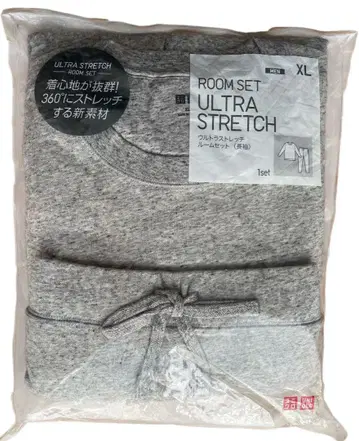 ULTRA STRETCH
ROOM SET
着心地が抜群!
360°にストレッチ
する新素材
MEN
XL
ROOM SET
ULTRA
STRETCH
ウルトラストレッチ
ルームセット（長袖）
1set
UNI
QLO